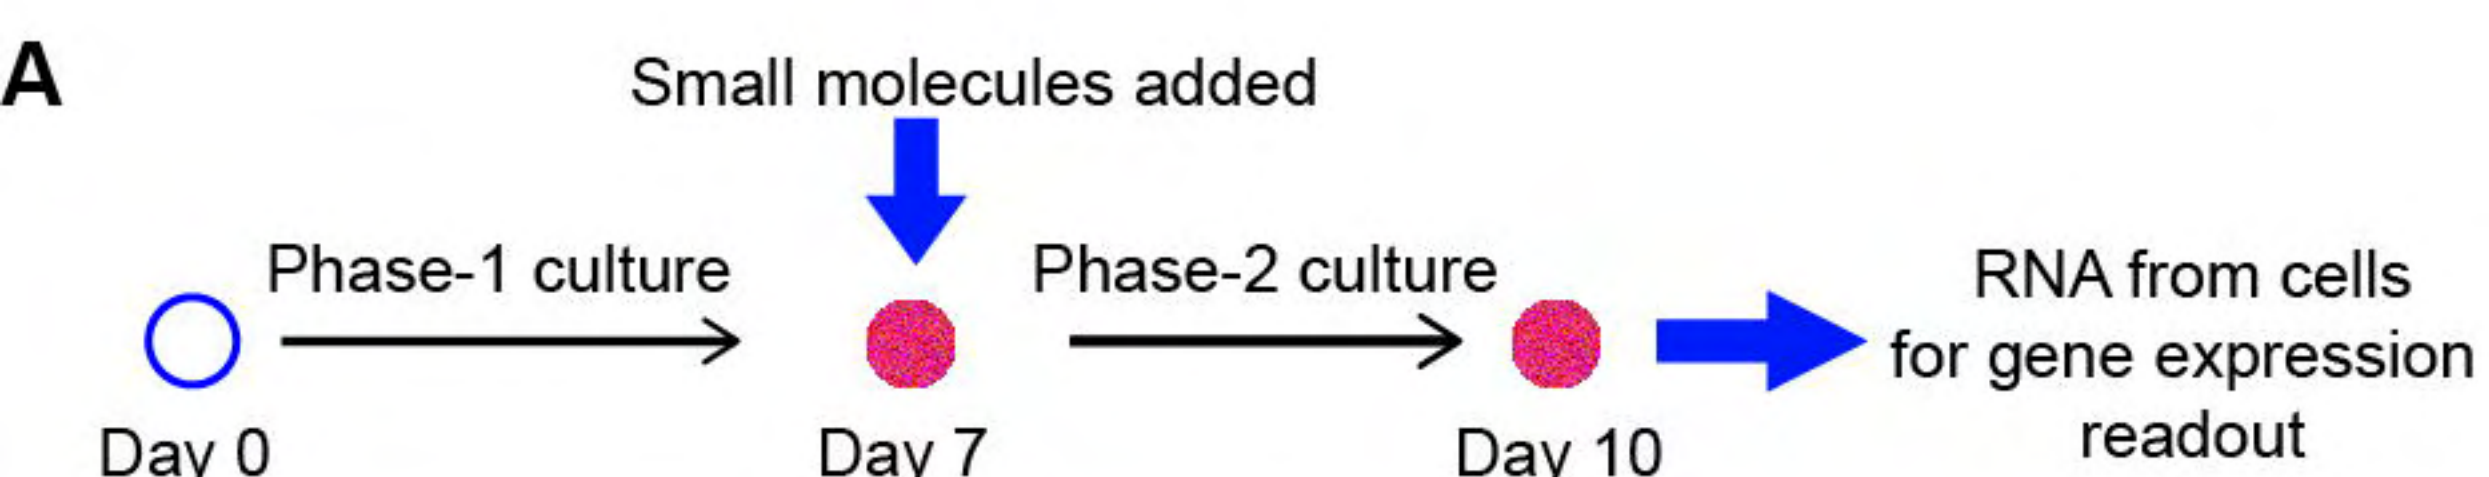 A
Small molecules added
Phase-1 culture
Phase-2 culture
RNA from cells
for gene expression
readout
Day 0
Day 7
Day 10